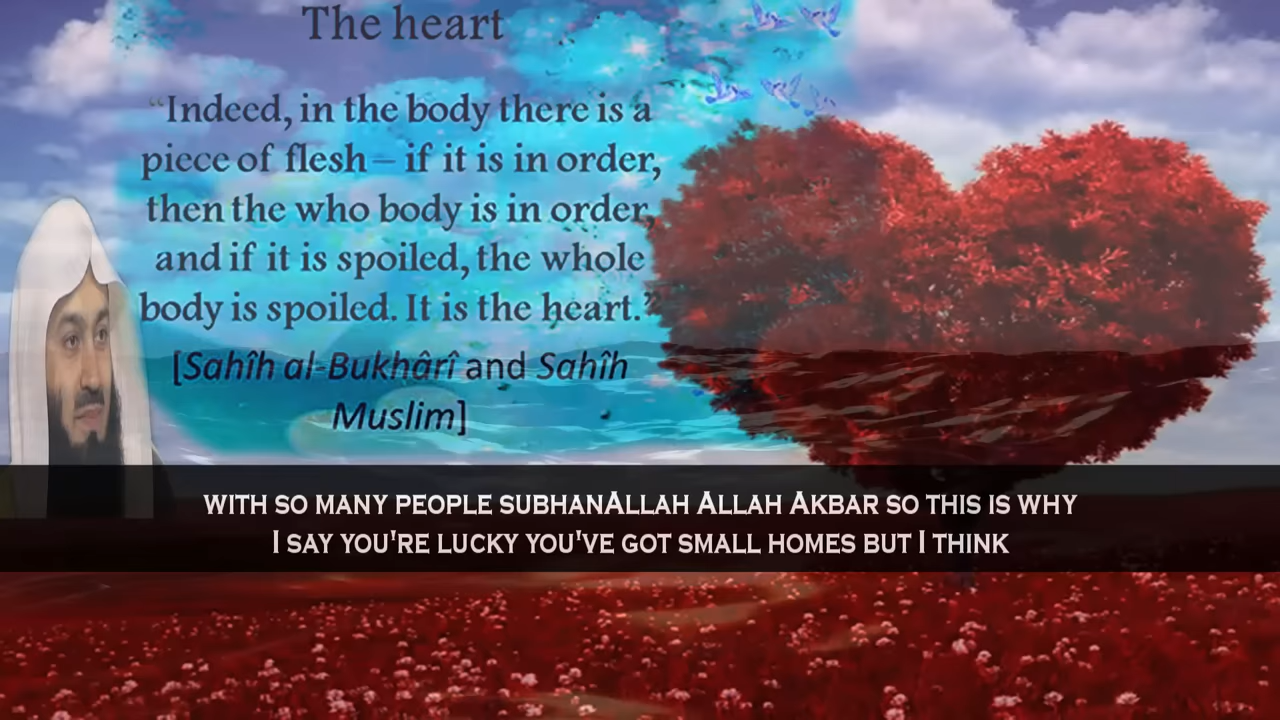 The heart
“Indeed, in the body there is a
piece of flesh – if it is in order,
then the who body is in order,
and if it is spoiled, the whole
body is spoiled. It is the heart.”
[Sahîh al-Bukhârî and Sahîh
Muslim]
WITH SO MANY PEOPLE SUBHANALLAH ALLAH AKBAR SO THIS IS WHY
I SAY YOU'RE LUCKY YOU'VE GOT SMALL HOMES BUT I THINK